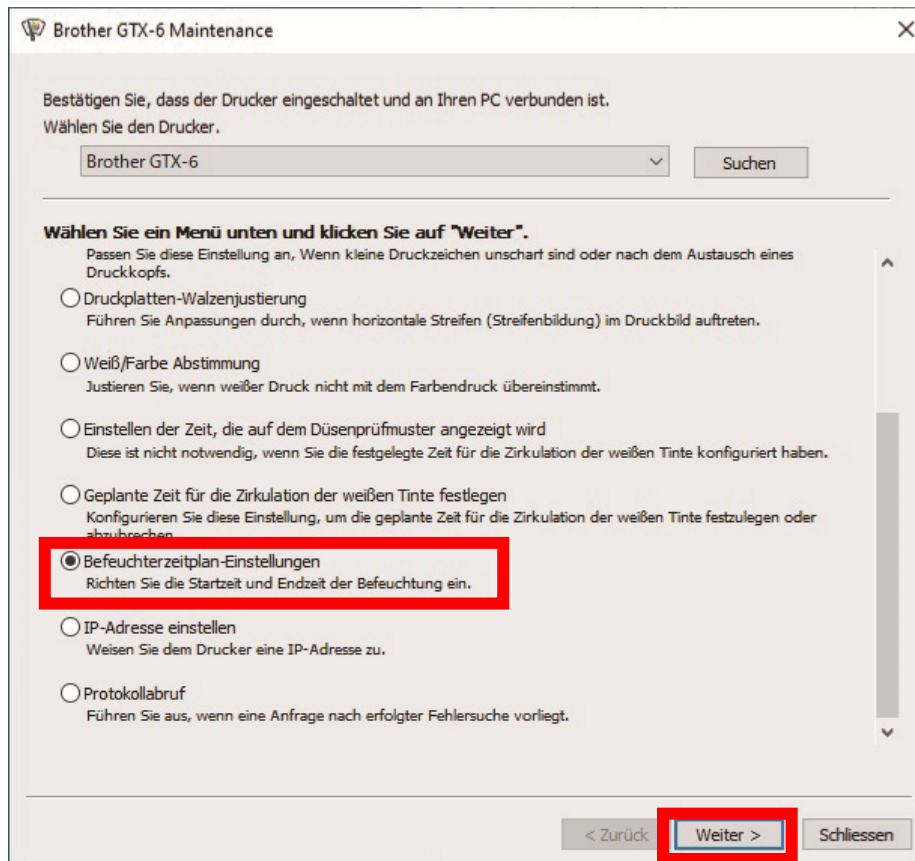 Brother GTX-6 Maintenance
Bestätigen Sie, dass der Drucker eingeschaltet und an Ihren PC verbunden ist.
Wählen Sie den Drucker.
Brother GTX-6
Suchen
Wählen Sie ein Menü unten und klicken Sie auf "Weiter".
Passen Sie diese Einstellung an, Wenn kleine Druckzeichen unscharf sind oder nach dem Austausch eines
Druckkopfs.
Druckplatten-Walzenjustierung
Führen Sie Anpassungen durch, wenn horizontale Streifen (Streifenbildung) im Druckbild auftreten.
Weiß/Farbe Abstimmung
Justieren Sie, wenn weißer Druck nicht mit dem Farbendruck übereinstimmt.
Einstellen der Zeit, die auf dem Düsenprüfmuster angezeigt wird
Diese ist nicht notwendig, wenn Sie die festgelegte Zeit für die Zirkulation der weißen Tinte konfiguriert haben.
Geplante Zeit für die Zirkulation der weißen Tinte festlegen
Konfigurieren Sie diese Einstellung, um die geplante Zeit für die Zirkulation der weißen Tinte festzulegen oder
abzubrechen
Befeuchterzeitplan-Einstellungen
Richten Sie die Startzeit und Endzeit der Befeuchtung ein.
IP-Adresse einstellen
Weisen Sie dem Drucker eine IP-Adresse zu.
Protokollabruf
Führen Sie aus, wenn eine Anfrage nach erfolgter Fehlersuche vorliegt.
< Zurück
Weiter >
Schliessen